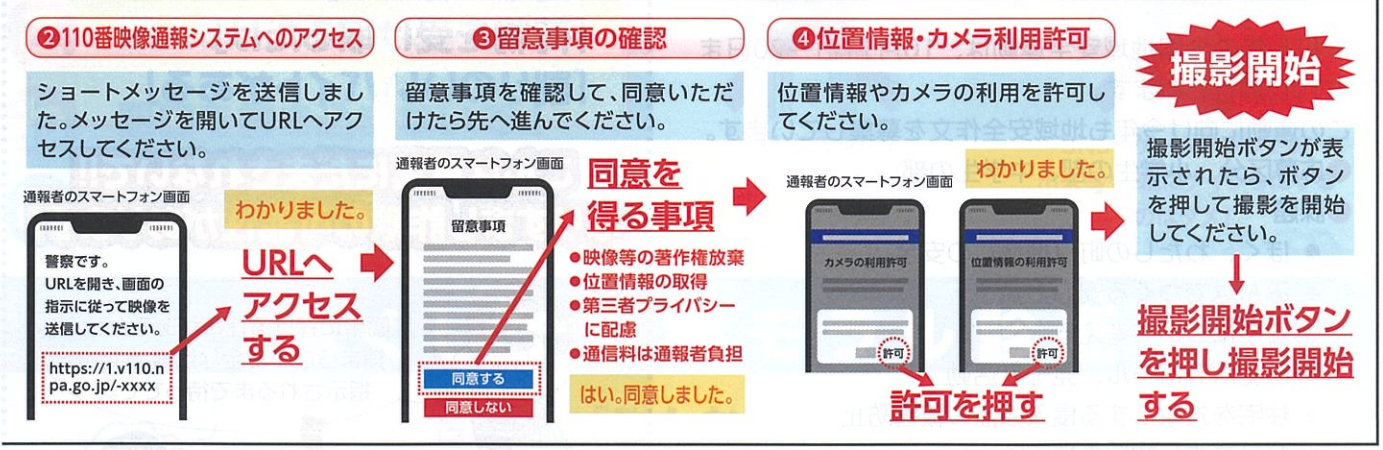 ❷110番映像通報システムへのアクセス
ショートメッセージを送信しまし
た。メッセージを開いてURLへアク
セスしてください。
通報者のスマートフォン画面
わかりました。
警察です。
URLを開き、画面の
指示に従って映像を
送信してください。
https://1.v110.n
pa.go.jp/-xxxx
URLへ
アクセス
する
❸留意事項の確認
留意事項を確認して、同意いただ
けたら先へ進んでください。
通報者のスマートフォン画面
留意事項
同意する
同意しない
同意を
得る事項
●映像等の著作権放棄
●位置情報の取得
●第三者プライバシー
に配慮
●通信料は通報者負担
はい。同意しました。
❹位置情報・カメラ利用許可
位置情報やカメラの利用を許可し
てください。
通報者のスマートフォン画面
わかりました。
カメラの利用許可
許可
位置情報の利用許可
許可
許可を押す
撮影開始
撮影開始ボタンが表
示されたら、ボタン
を押して撮影を開始
してください。
撮影開始ボタン
を押し撮影開始
する